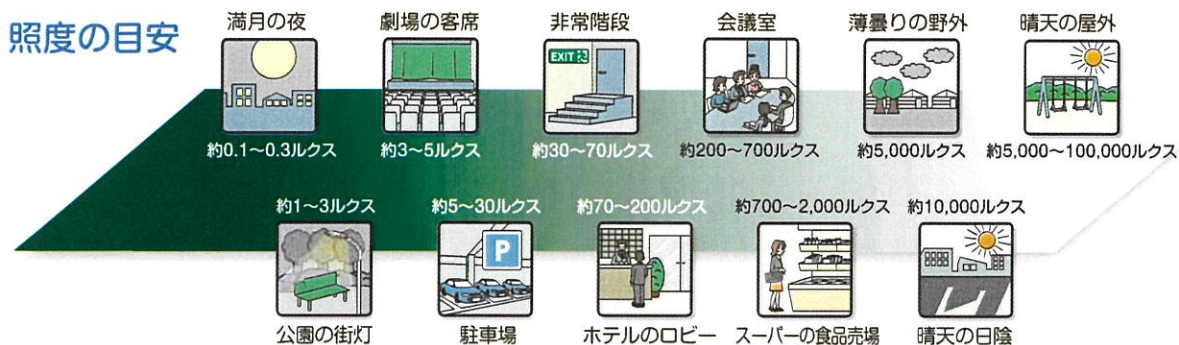 照度の目安
満月の夜
劇場の客席
非常階段
会議室
薄曇りの野外
晴天の屋外
EXIT
約0.1〜0.3ルクス
約3〜5ルクス
約30〜70ルクス
約200〜700ルクス
約5,000ルクス
約5,000〜100,000ルクス
約1〜3ルクス
約5〜30ルクス
約70〜200ルクス
約700〜2,000ルクス
約10,000ルクス
P
公園の街灯
駐車場
ホテルのロビー
スーパーの食品売場
晴天の日陰